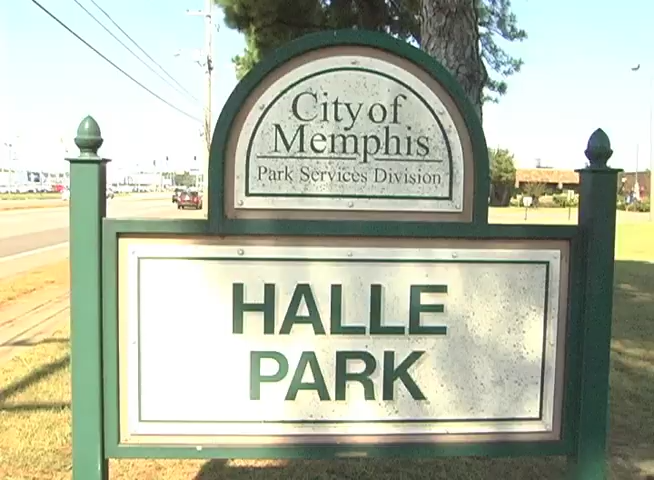 City of
Memphis
Park Services Division
HALLE
PARK